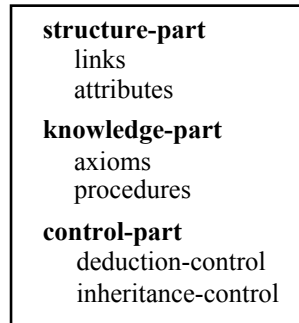 structure-part
links
attributes
knowledge-part
axioms
procedures
control-part
deduction-control
inheritance-control